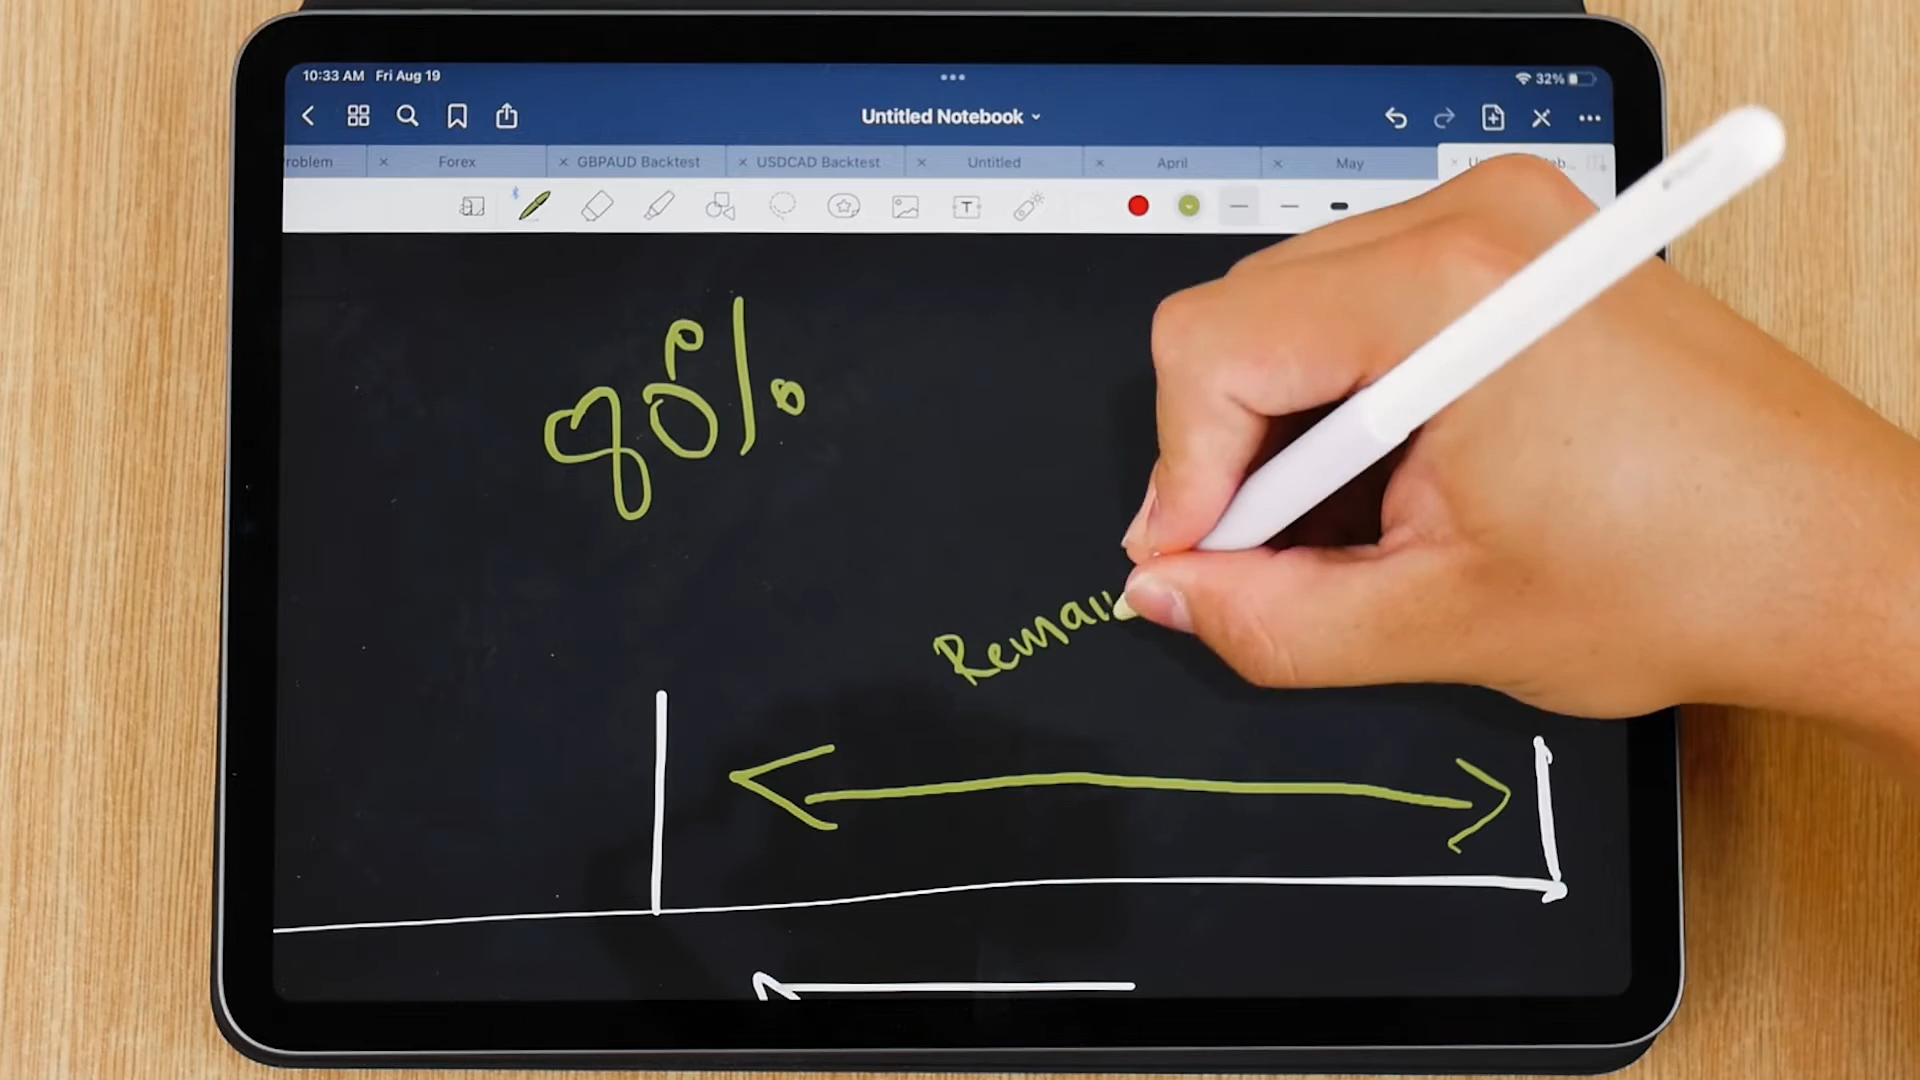 10:33 AM Fri Aug 19
32%
Untitled Notebook
roblem
Forex
GBPAUD Backtest
USDCAD Backtest
Untitled
April
May
T
80%
Remai